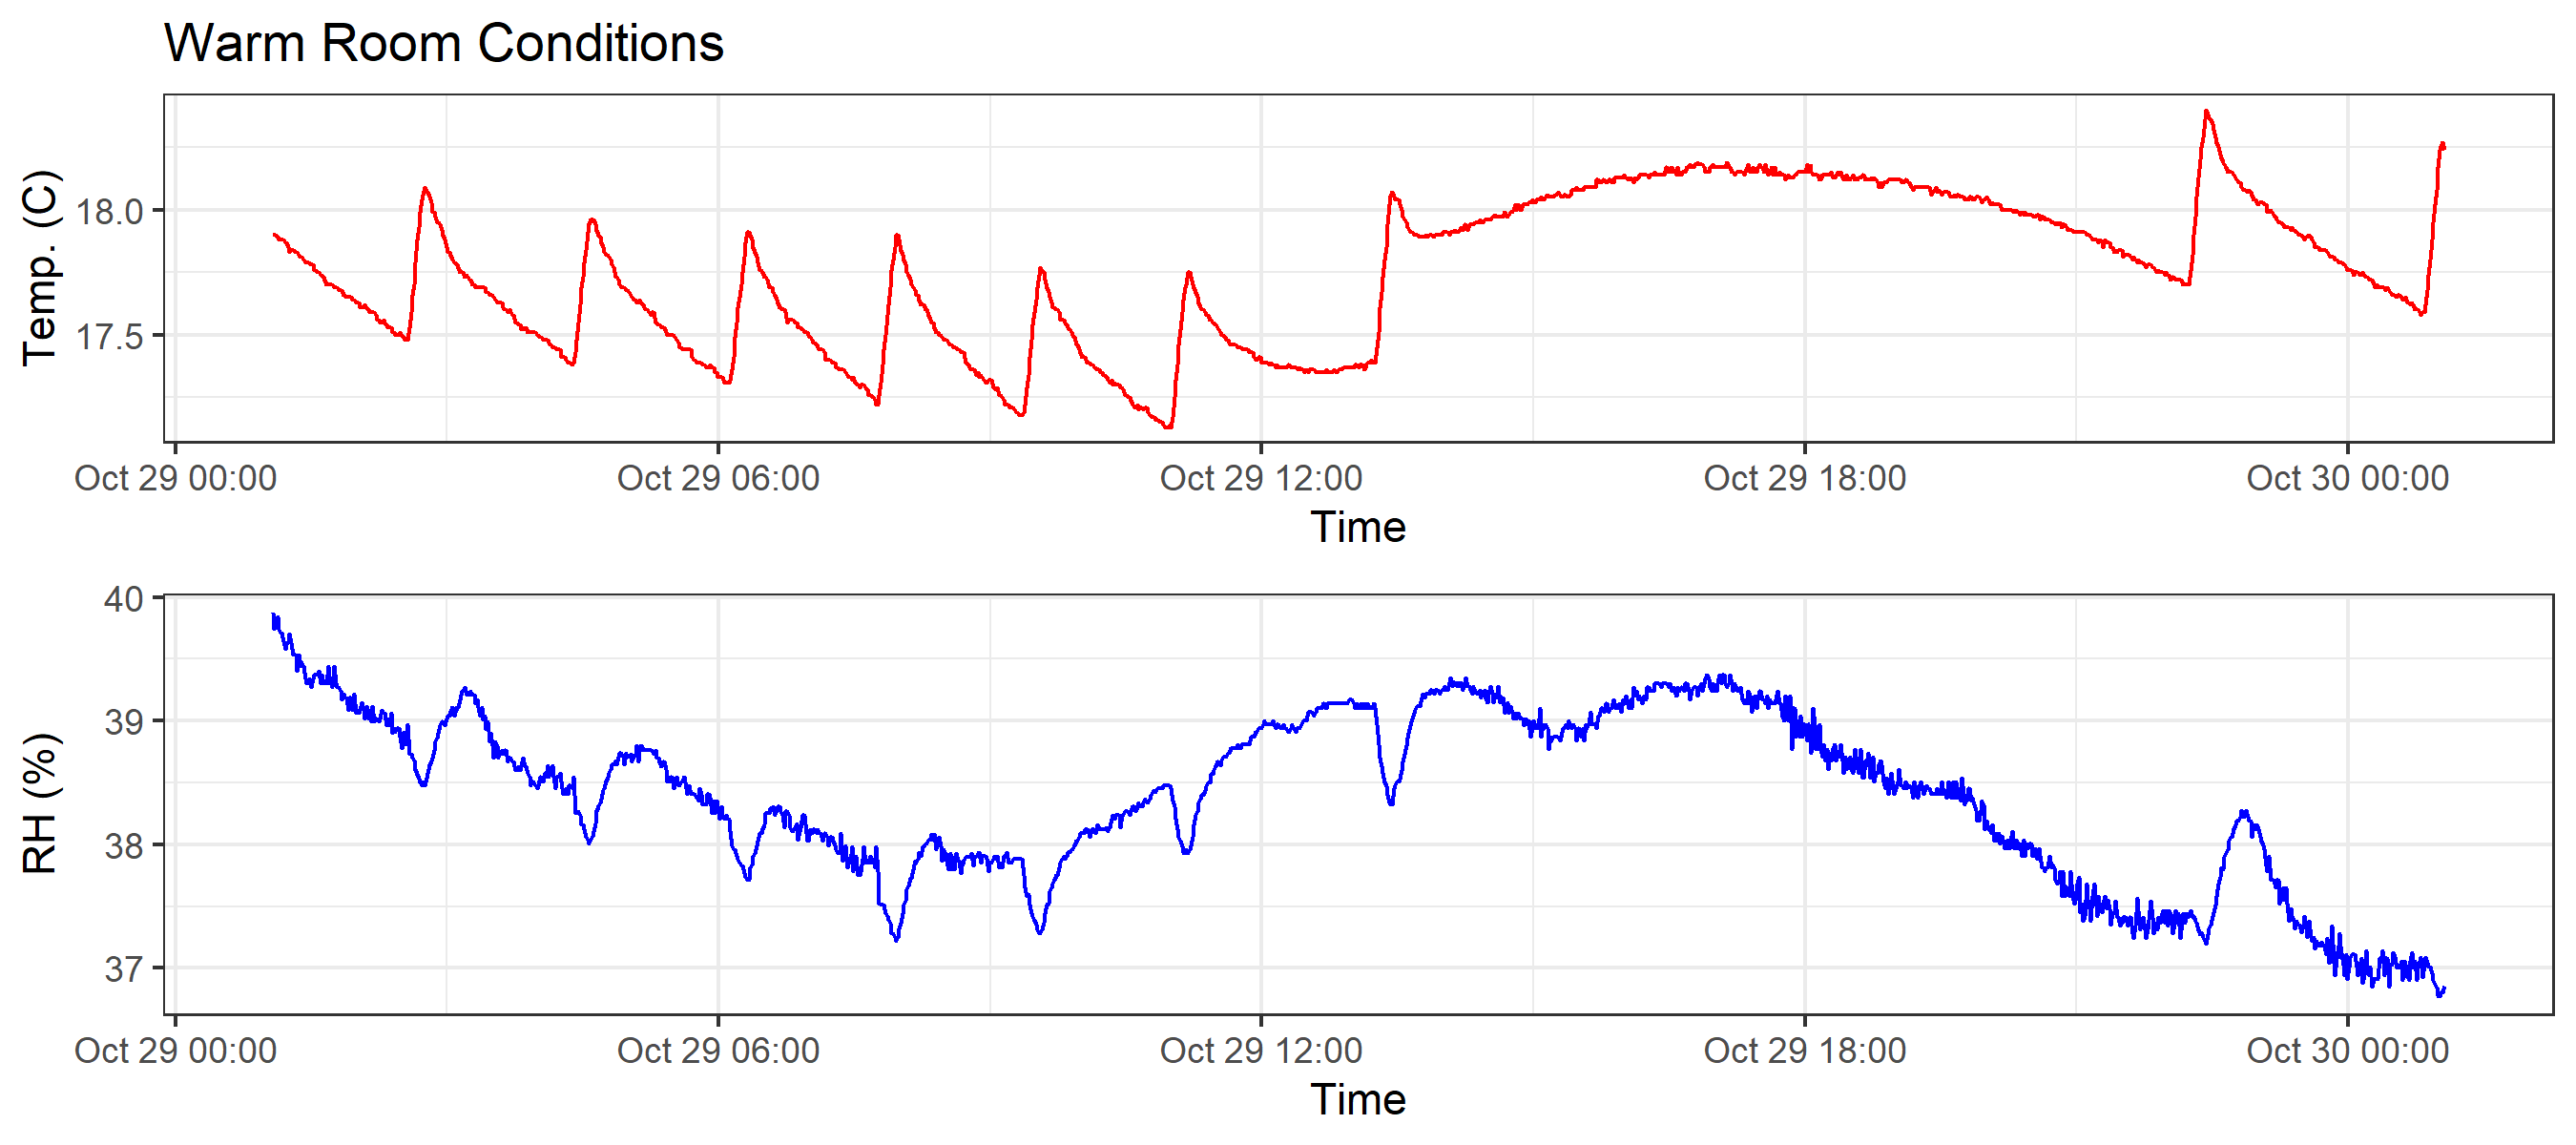 Warm Room Conditions
Temp. (C)
18.0
17.5
Oct 29 00:00 Oct 29 06:00 Oct 29 12:00 Oct 29 18:00 Oct 30 00:00
Time
RH (%)
40
39
38
37
Oct 29 00:00 Oct 29 06:00 Oct 29 12:00 Oct 29 18:00 Oct 30 00:00
Time